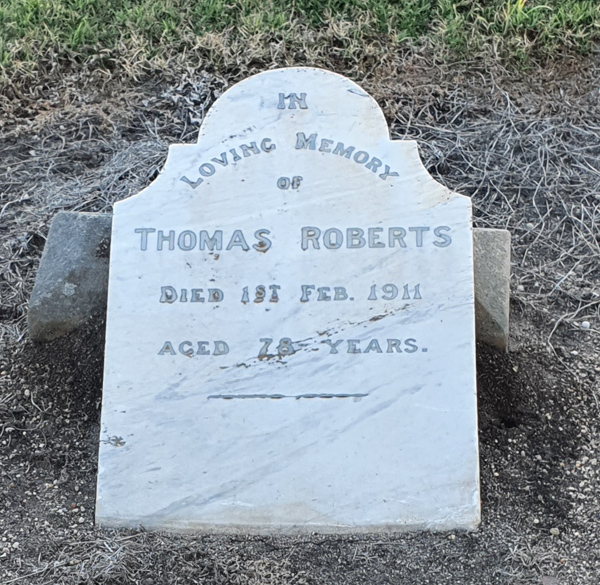 IN
LOVING MEMORY
OF
THOMAS ROBERTS
DIED 1ST FEB. 1911
AGED 78 YEARS.